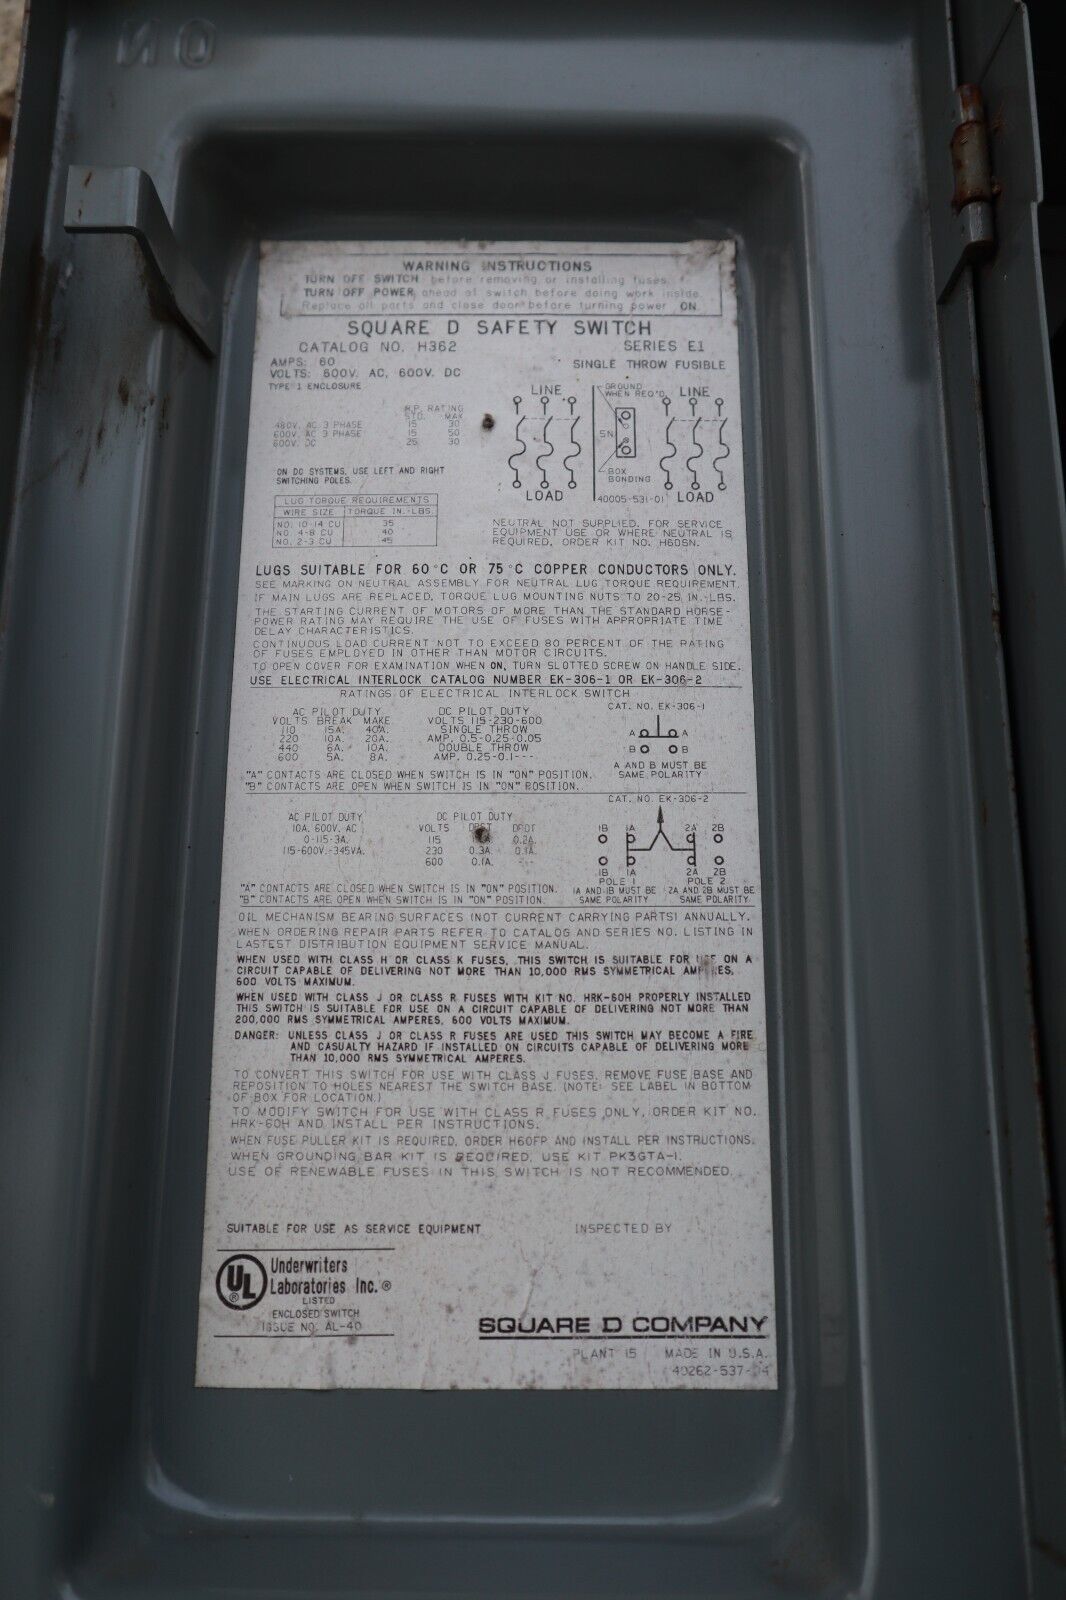 NO
WARNING INSTRUCTIONS
TURN OFF SWITCH before removing or installing fuses.
TURN OFF POWER ahead of switch before doing work inside.
Replace all parts and close door before turning power ON.
SQUARE D SAFETY SWITCH
CATALOG NO. H362 SERIES E1
AMPS: 60
VOLTS: 600V. AC, 600V. DC SINGLE THROW FUSIBLE
TYPE 1 ENCLOSURE
H.P. RATING
STD. MAX
480V. AC 3 PHASE 15 30
600V. AC 3 PHASE 15 50
600V. DC 25 30
ON DC SYSTEMS, USE LEFT AND RIGHT
SWITCHING POLES.
LINE
LOAD
GROUND
WHEN REQ'D.
LINE
SN
BOX
BONDING
40005-531-01
LOAD
LUG TORQUE REQUIREMENTS
WIRE SIZE TORQUE IN.-LBS.
NO. 10-14 CU 35
NO. 4-8 CU 40
NO. 2-3 CU 45
NEUTRAL NOT SUPPLIED. FOR SERVICE
EQUIPMENT USE OR WHERE NEUTRAL IS
REQUIRED, ORDER KIT NO. H60SN.
LUGS SUITABLE FOR 60°C OR 75°C COPPER CONDUCTORS ONLY.
SEE MARKING ON NEUTRAL ASSEMBLY FOR NEUTRAL LUG TORQUE REQUIREMENT.
IF MAIN LUGS ARE REPLACED, TORQUE LUG MOUNTING NUTS TO 20-25 IN.-LBS.
THE STARTING CURRENT OF MOTORS OF MORE THAN THE STANDARD HORSE-
POWER RATING MAY REQUIRE THE USE OF FUSES WITH APPROPRIATE TIME
DELAY CHARACTERISTICS.
CONTINUOUS LOAD CURRENT NOT TO EXCEED 80 PERCENT OF THE RATING
OF FUSES EMPLOYED IN OTHER THAN MOTOR CIRCUITS.
TO OPEN COVER FOR EXAMINATION WHEN ON, TURN SLOTTED SCREW ON HANDLE SIDE.
USE ELECTRICAL INTERLOCK CATALOG NUMBER EK-306-1 OR EK-306-2
RATINGS OF ELECTRICAL INTERLOCK SWITCH
AC PILOT DUTY
VOLTS BREAK MAKE
110 15A. 40A.
220 10A. 20A.
440 6A. 10A.
600 5A. 8A.
DC PILOT DUTY
VOLTS 115-230-600
SINGLE THROW
AMP. 0.5-0.25-0.05
DOUBLE THROW
AMP. 0.25-0.1---
CAT. NO. EK-306-1
A A
B B
A AND B MUST BE
SAME POLARITY
"A" CONTACTS ARE CLOSED WHEN SWITCH IS IN "ON" POSITION.
"B" CONTACTS ARE OPEN WHEN SWITCH IS IN "ON" POSITION.
AC PILOT DUTY
10A. 600V. AC
0-115-3A.
115-600V.-345VA.
DC PILOT DUTY
VOLTS DPST DPDT
115 0.2A.
230 0.3A. 0.1A.
600 0.1A. ---
CAT. NO. EK-306-2
1B 1A 2A 2B
1B 1A 2A 2B
POLE 1 POLE 2
1A AND 1B MUST BE
SAME POLARITY
2A AND 2B MUST BE
SAME POLARITY
"A" CONTACTS ARE CLOSED WHEN SWITCH IS IN "ON" POSITION.
"B" CONTACTS ARE OPEN WHEN SWITCH IS IN "ON" POSITION.
OIL MECHANISM BEARING SURFACES (NOT CURRENT CARRYING PARTS) ANNUALLY.
WHEN ORDERING REPAIR PARTS REFER TO CATALOG AND SERIES NO. LISTING IN
LASTEST DISTRIBUTION EQUIPMENT SERVICE MANUAL.
WHEN USED WITH CLASS H OR CLASS K FUSES, THIS SWITCH IS SUITABLE FOR USE ON A
CIRCUIT CAPABLE OF DELIVERING NOT MORE THAN 10,000 RMS SYMMETRICAL AMPERES,
600 VOLTS MAXIMUM.
WHEN USED WITH CLASS J OR CLASS R FUSES WITH KIT NO. HRK-60H PROPERLY INSTALLED
THIS SWITCH IS SUITABLE FOR USE ON A CIRCUIT CAPABLE OF DELIVERING NOT MORE THAN
200,000 RMS SYMMETRICAL AMPERES, 600 VOLTS MAXIMUM.
DANGER: UNLESS CLASS J OR CLASS R FUSES ARE USED THIS SWITCH MAY BECOME A FIRE
AND CASUALTY HAZARD IF INSTALLED ON CIRCUITS CAPABLE OF DELIVERING MORE
THAN 10,000 RMS SYMMETRICAL AMPERES.
TO CONVERT THIS SWITCH FOR USE WITH CLASS J FUSES, REMOVE FUSE BASE AND
REPOSITION TO HOLES NEAREST THE SWITCH BASE. (NOTE: SEE LABEL IN BOTTOM
OF BOX FOR LOCATION.)
TO MODIFY SWITCH FOR USE WITH CLASS R FUSES ONLY, ORDER KIT NO.
HRK-60H AND INSTALL PER INSTRUCTIONS.
WHEN FUSE PULLER KIT IS REQUIRED, ORDER H60FP AND INSTALL PER INSTRUCTIONS.
WHEN GROUNDING BAR KIT IS REQUIRED, USE KIT PK3GTA-1.
USE OF RENEWABLE FUSES IN THIS SWITCH IS NOT RECOMMENDED.
SUITABLE FOR USE AS SERVICE EQUIPMENT INSPECTED BY
UL ® Underwriters
Laboratories Inc.®
LISTED
ENCLOSED SWITCH
ISSUE NO. AL-40
SQUARE D COMPANY
PLANT 15 MADE IN U.S.A.
40262-537-